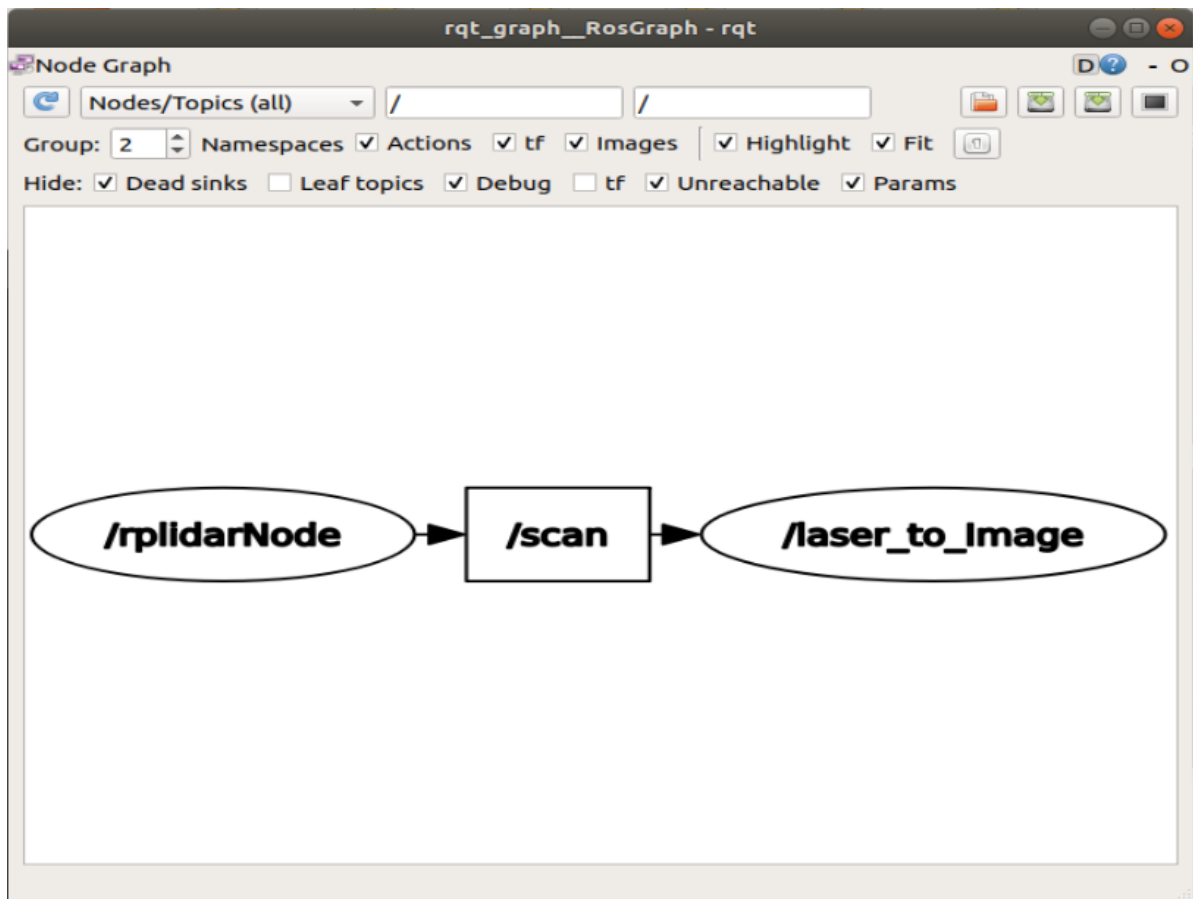 rqt_graph__RosGraph - rqt
Node Graph D ? - O
Nodes/Topics (all) / /
Group: 2 Namespaces Actions tf Images Highlight Fit
Hide: Dead sinks Leaf topics Debug tf Unreachable Params
/rplidarNode /scan /laser_to_Image